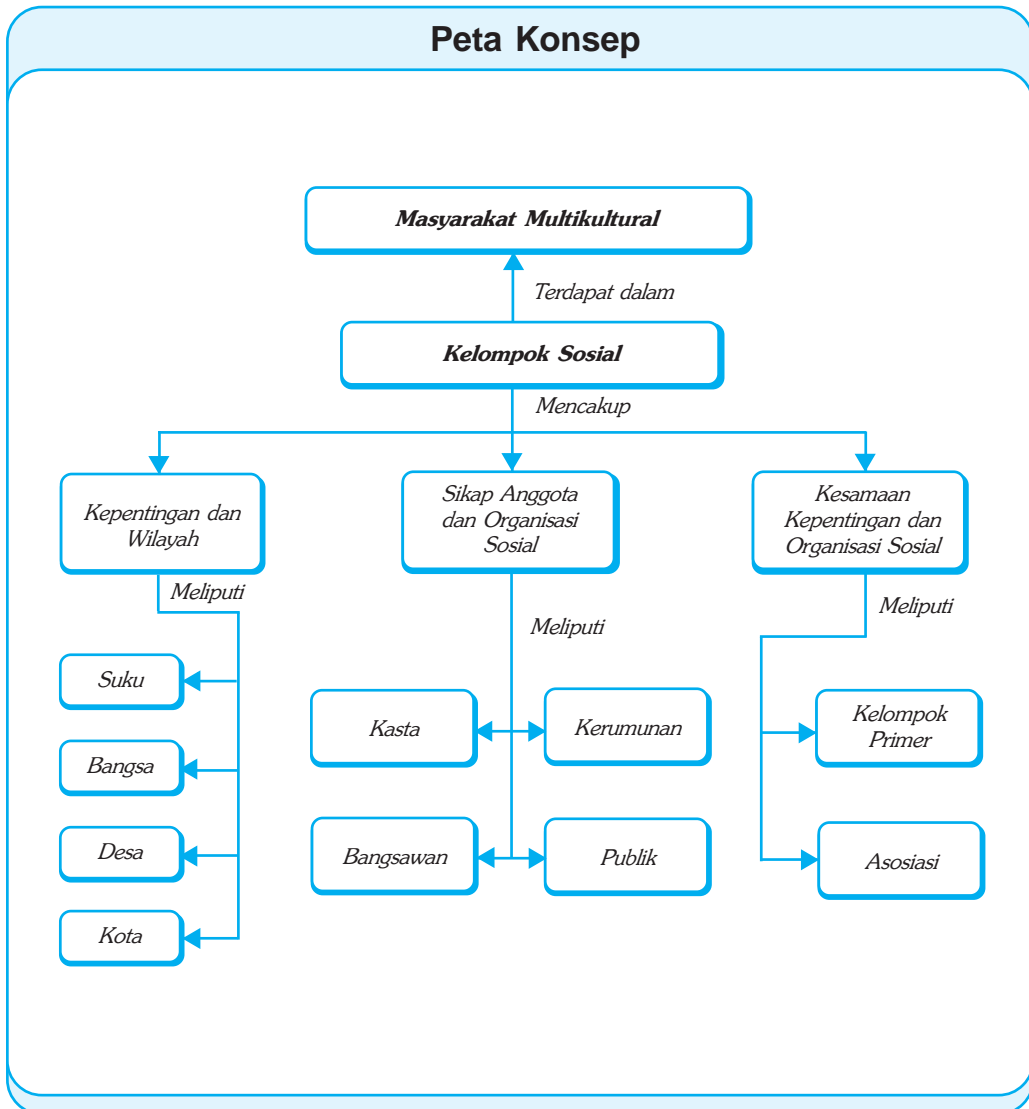 Peta Konsep
Masyarakat Multikultural
Terdapat dalam
Kelompok Sosial
Mencakup
Kepentingan dan
Wilayah
Meliputi
Suku
Bangsa
Desa
Kota
Sikap Anggota
dan Organisasi
Sosial
Meliputi
Kasta
Kerumunan
Bangsawan
Publik
Kesamaan
Kepentingan dan
Organisasi Sosial
Meliputi
Kelompok
Primer
Asosiasi